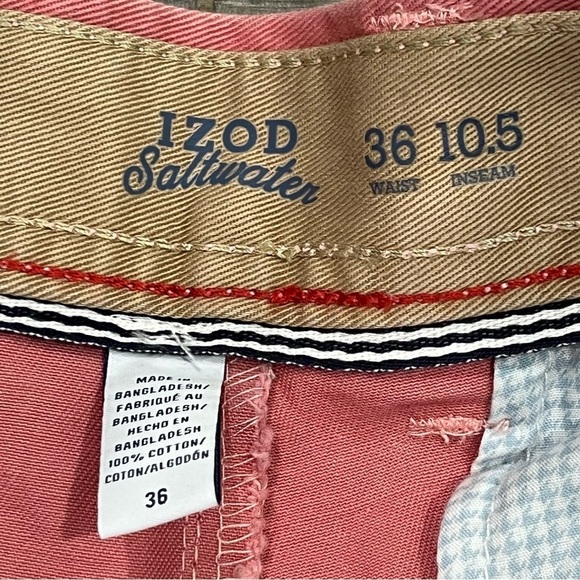 IZOD
Saltwater
36 10.5
WAIST INSEAM
MADE IN
BANGLADESH/
FABRIQUÉ AU
BANGLADESH/
HECHO EN
BANGLADESH
100% COTTON/
COTON/ALGODÓN
36